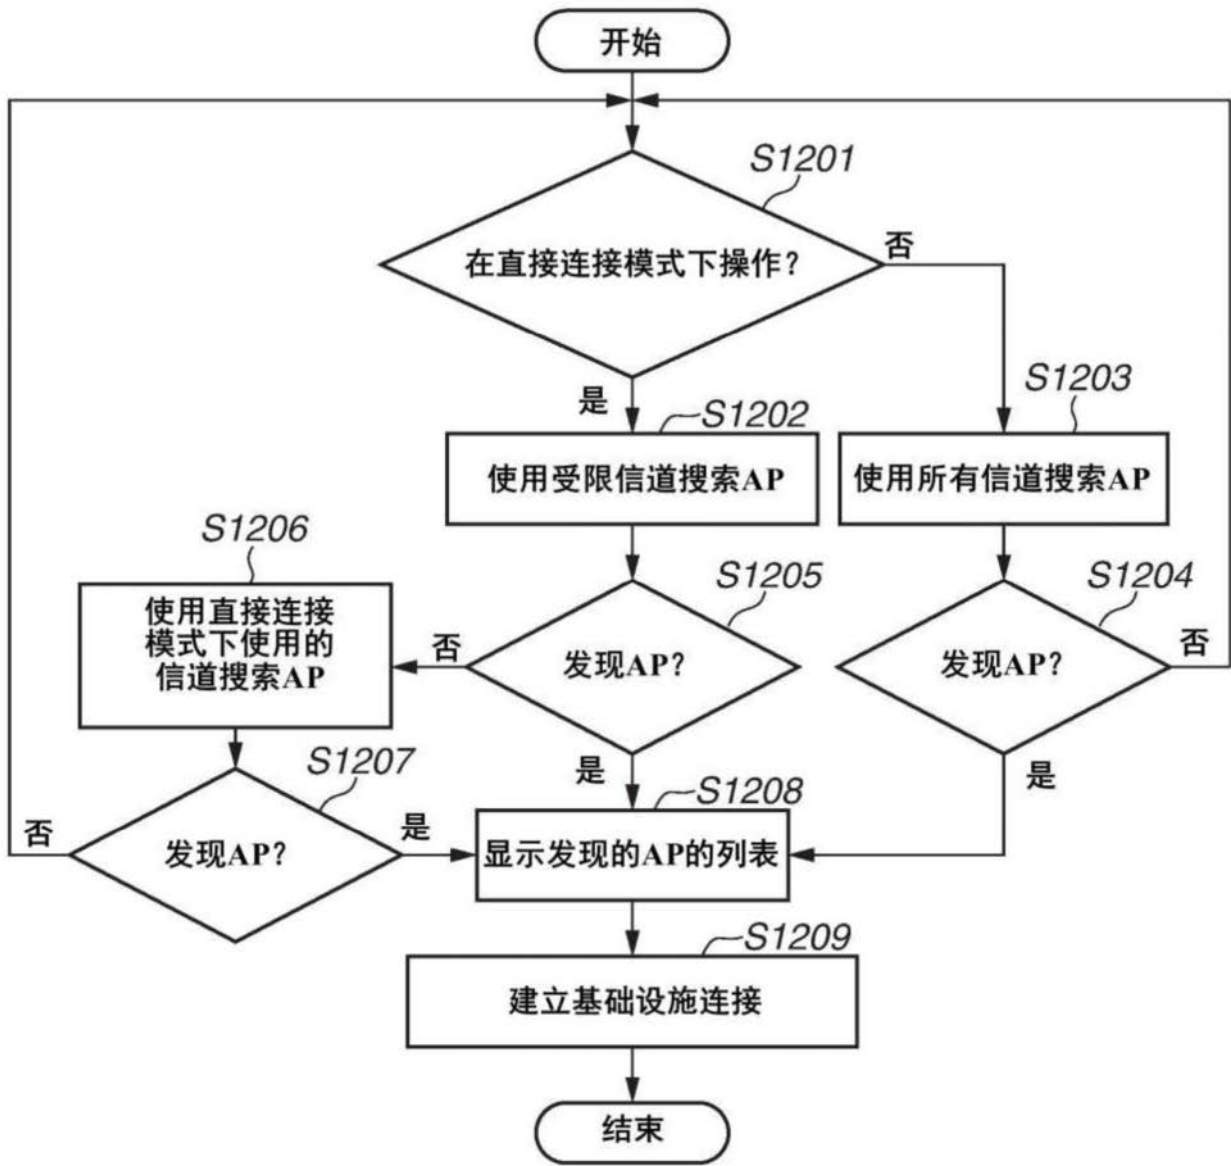 开始
S1201
在直接连接模式下操作?
否
是
S1202
使用受限信道搜索AP
S1203
使用所有信道搜索AP
S1206
使用直接连接
模式下使用的
信道搜索AP
否
S1205
发现AP?
是
S1204
发现AP?
否
是
S1207
发现AP?
否
是
S1208
显示发现的AP的列表
S1209
建立基础设施连接
结束